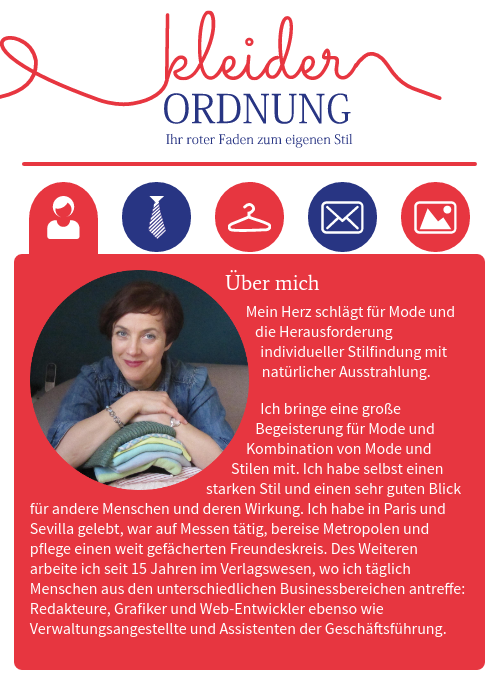 kleider
ORDNUNG
Ihr roter Faden zum eigenen Stil
Über mich
Mein Herz schlägt für Mode und
die Herausforderung
individueller Stilfindung mit
natürlicher Ausstrahlung.
Ich bringe eine große
Begeisterung für Mode und
Kombination von Mode und
Stilen mit. Ich habe selbst einen
starken Stil und einen sehr guten Blick
für andere Menschen und deren Wirkung. Ich habe in Paris und
Sevilla gelebt, war auf Messen tätig, bereise Metropolen und
pflege einen weit gefächerten Freundeskreis. Des Weiteren
arbeite ich seit 15 Jahren im Verlagswesen, wo ich täglich
Menschen aus den unterschiedlichen Businessbereichen antreffe:
Redakteure, Grafiker und Web-Entwickler ebenso wie
Verwaltungsangestellte und Assistenten der Geschäftsführung.